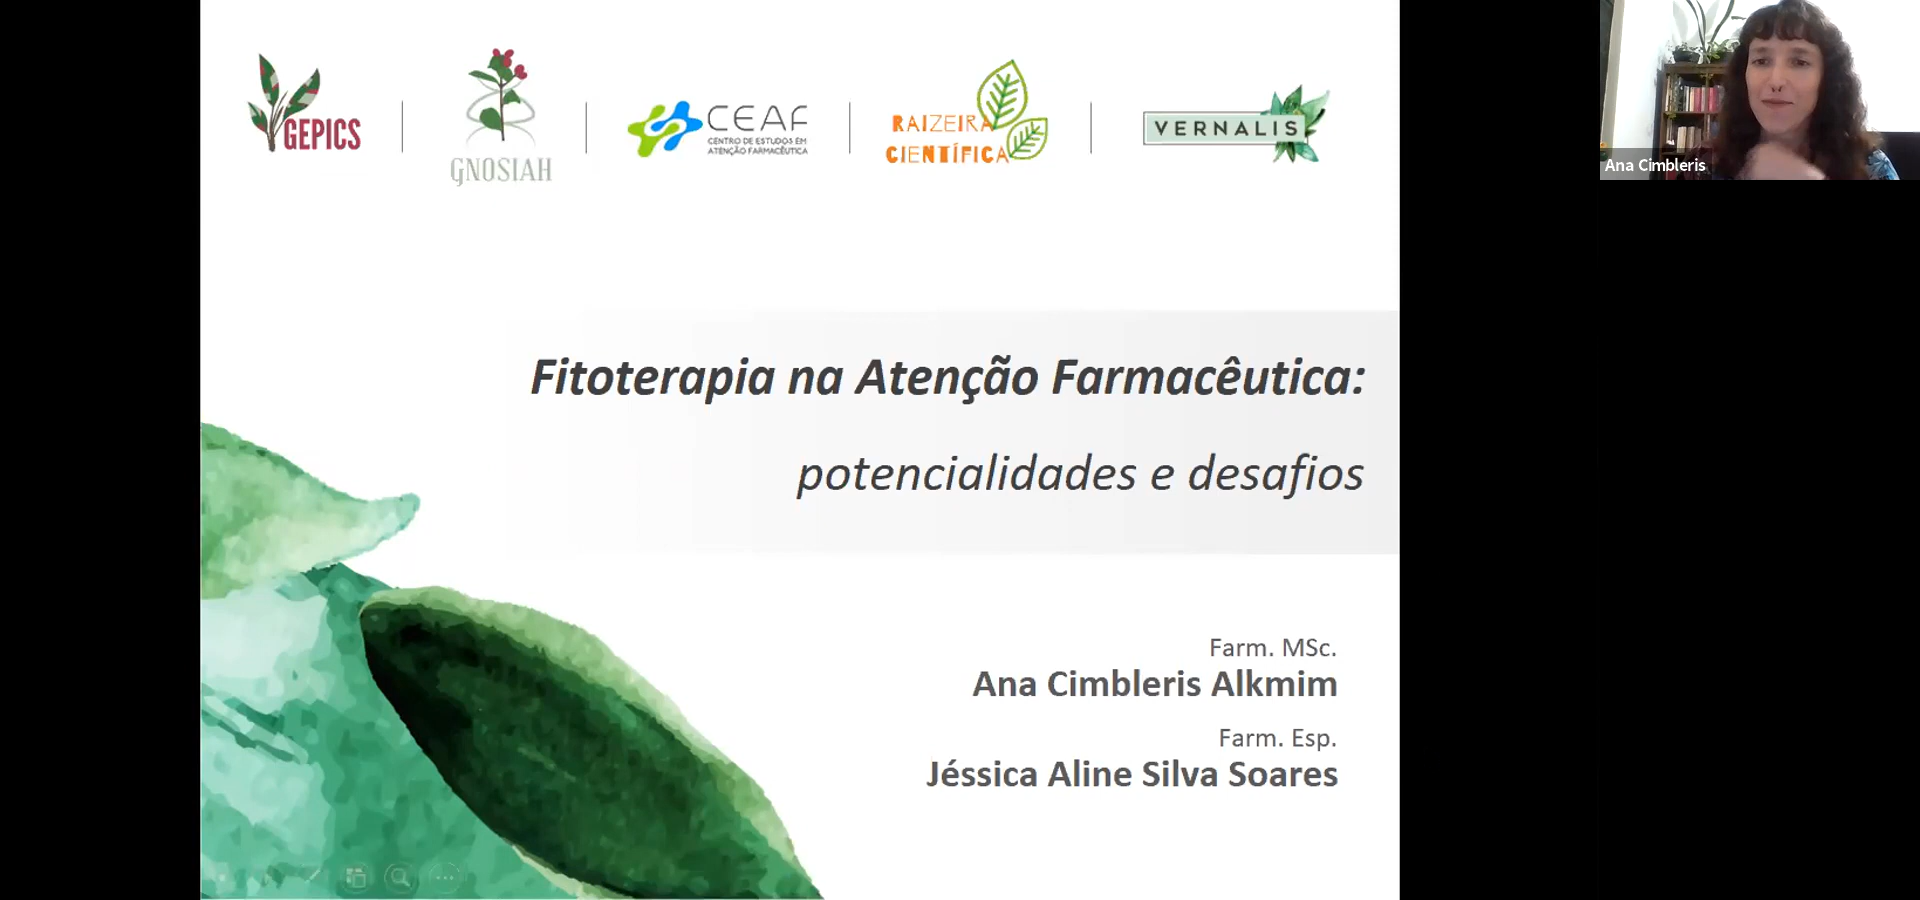 GEPICS
GNOSIAH
CEAF
CENTRO DE ESTUDOS EM
ATENÇÃO FARMACÊUTICA
RAIZEIRA
CIENTÍFICA
VERNALIS
Ana Cimbleris
Fitoterapia na Atenção Farmacêutica:
potencialidades e desafios
Farm. MSc.
Ana Cimbleris Alkmim
Farm. Esp.
Jéssica Aline Silva Soares